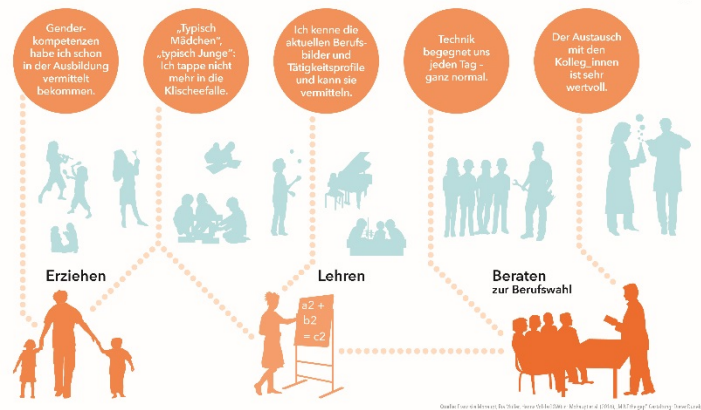 Gender-
kompetenzen
habe ich schon
in der Ausbildung
vermittelt
bekommen.
„Typisch
Mädchen“,
„typisch Junge“:
Ich tappe nicht
mehr in die
Klischeefalle.
Ich kenne die
aktuellen Berufs-
bilder und
Tätigkeitsprofile
und kann sie
vermitteln.
Technik
begegnet uns
jeden Tag –
ganz normal.
Der Austausch
mit den
Kolleg_innen
ist sehr
wertvoll.
Erziehen
Lehren
Beraten
zur Berufswahl
a2 +
b2
= c2